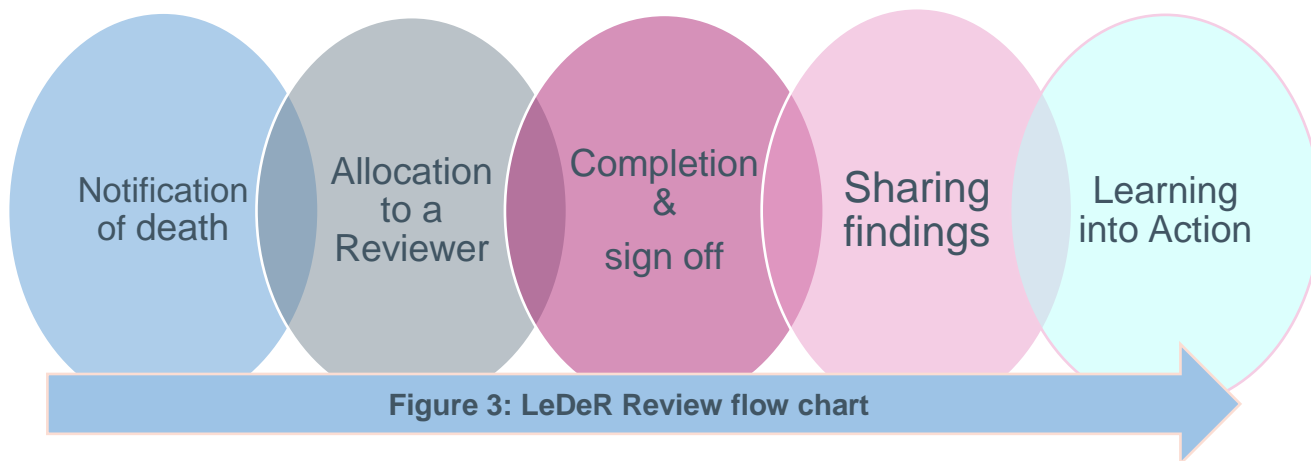 Notification
of death
Allocation
to a
Reviewer
Completion
&
sign off
Sharing
findings
Learning
into Action
Figure 3: LeDeR Review flow chart